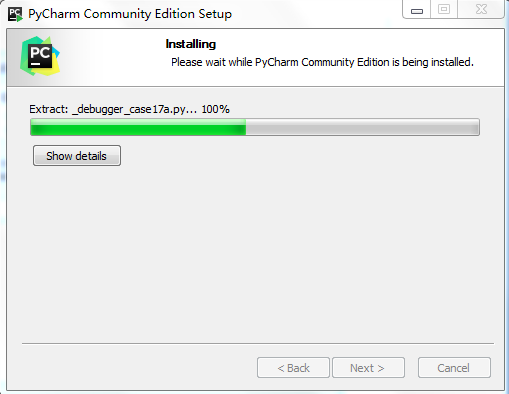 PyCharm Community Edition Setup
PC
Installing
Please wait while PyCharm Community Edition is being installed.
Extract: _debugger_case17a.py... 100%
Show details
< Back
Next >
Cancel